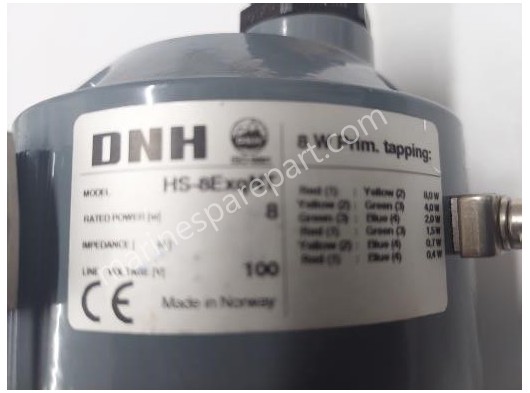 DNH
8 W Prim. tapping:
MODEL
RATED POWER [W] 8
IMPEDANCE [
LINE VOLTAGE [V] 100
CE Made in Norway
Red (1) : Yellow (2) 8,0 W
Yellow (2) : Green (3) 4,0 W
Green (3) : Blue (4) 2,0 W
Red (1) : Green (3) 1,5 W
Yellow (2) : Blue (4) 0,7 W
Red (1) : Blue (4) 0,4 W
marinesparepart.com